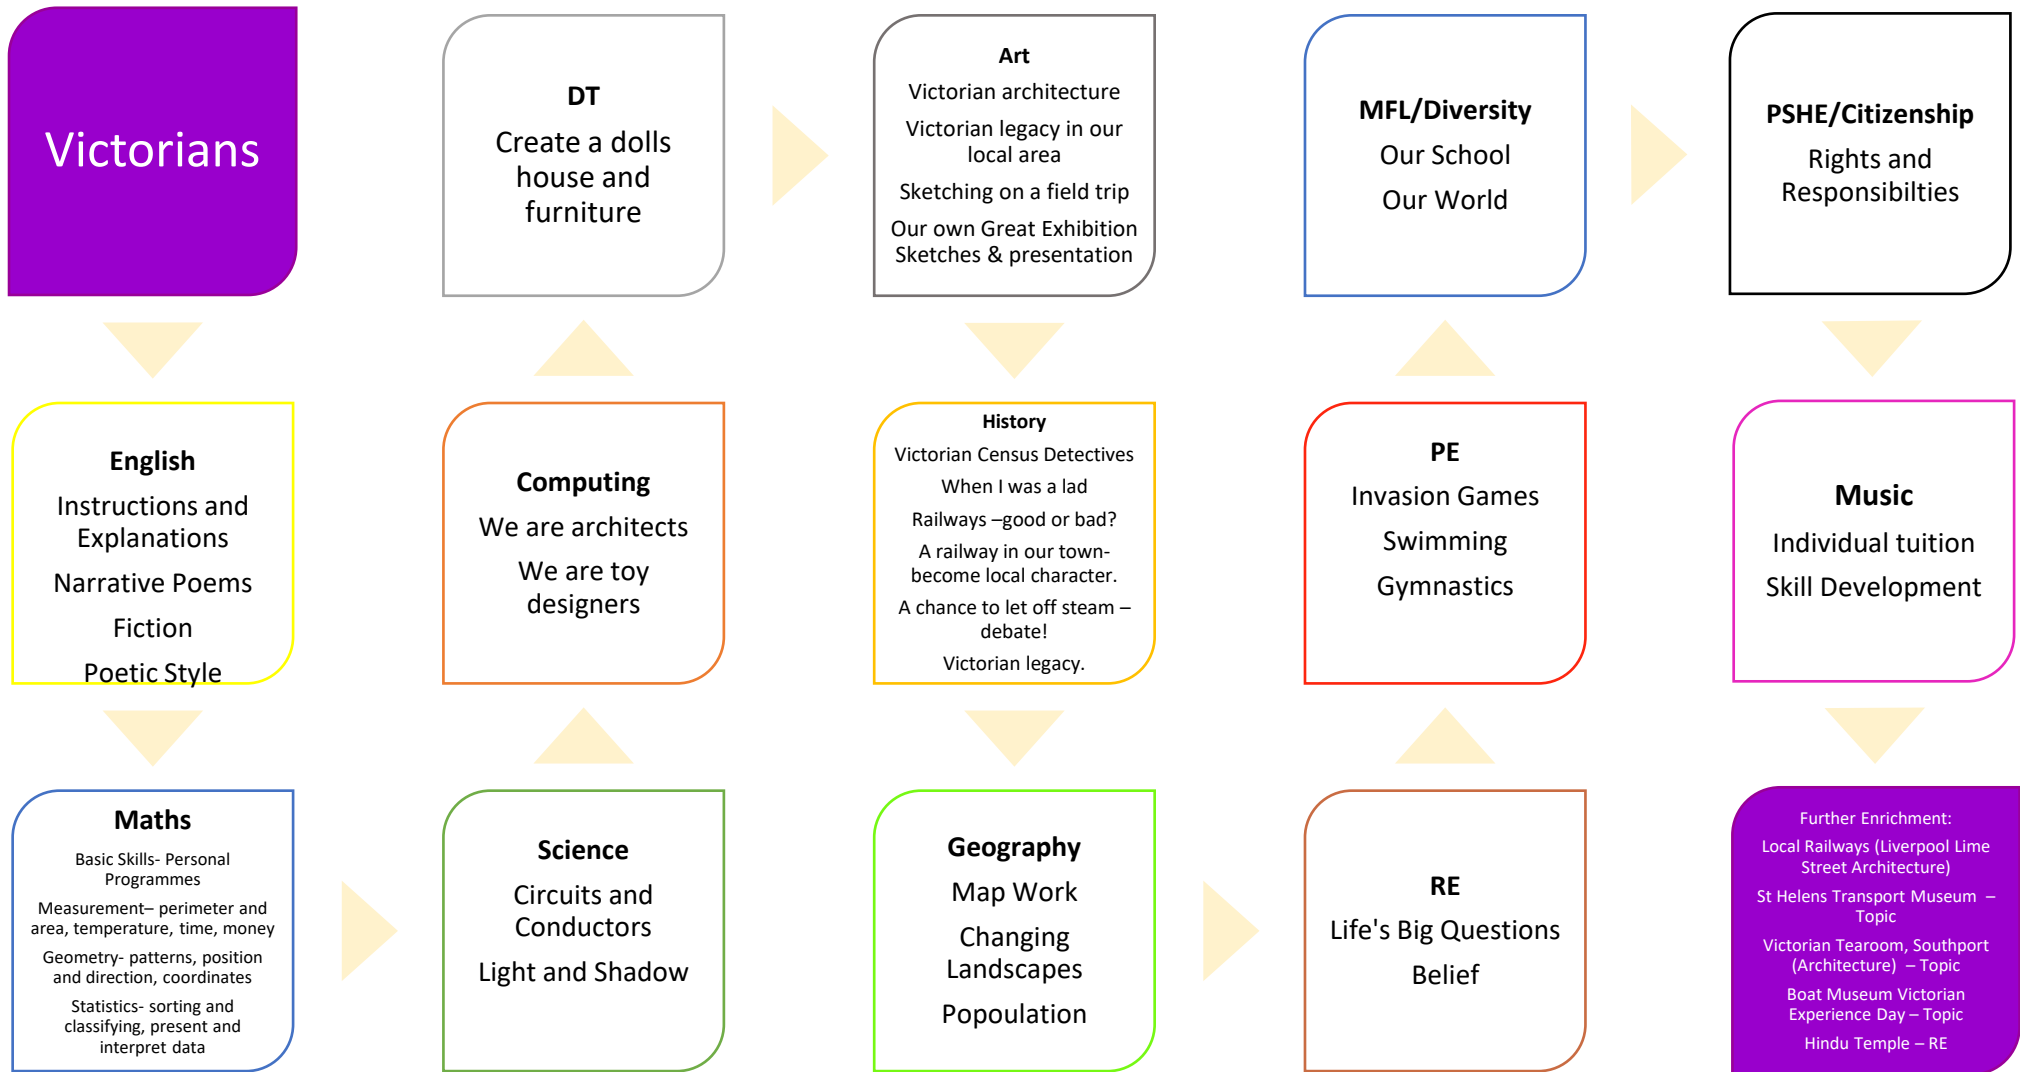 Victorians
English
Instructions and
Explanations
Narrative Poems
Fiction
Poetic Style
Maths
Basic Skills- Personal
Programmes
Measurement– perimeter and
area, temperature, time, money
Geometry- patterns, position
and direction, coordinates
Statistics- sorting and
classifying, present and
interpret data
Science
Circuits and
Conductors
Light and Shadow
Computing
We are architects
We are toy
designers
DT
Create a dolls
house and
furniture
Art
Victorian architecture
Victorian legacy in our
local area
Sketching on a field trip
Our own Great Exhibition
Sketches & presentation
History
Victorian Census Detectives
When I was a lad
Railways –good or bad?
A railway in our town-
become local character.
A chance to let off steam –
debate!
Victorian legacy.
Geography
Map Work
Changing
Landscapes
Popoulation
RE
Life's Big Questions
Belief
PE
Invasion Games
Swimming
Gymnastics
MFL/Diversity
Our School
Our World
PSHE/Citizenship
Rights and
Responsibilties
Music
Individual tuition
Skill Development
Further Enrichment:
Local Railways (Liverpool Lime
Street Architecture)
St Helens Transport Museum –
Topic
Victorian Tearoom, Southport
(Architecture) – Topic
Boat Museum Victorian
Experience Day – Topic
Hindu Temple – RE